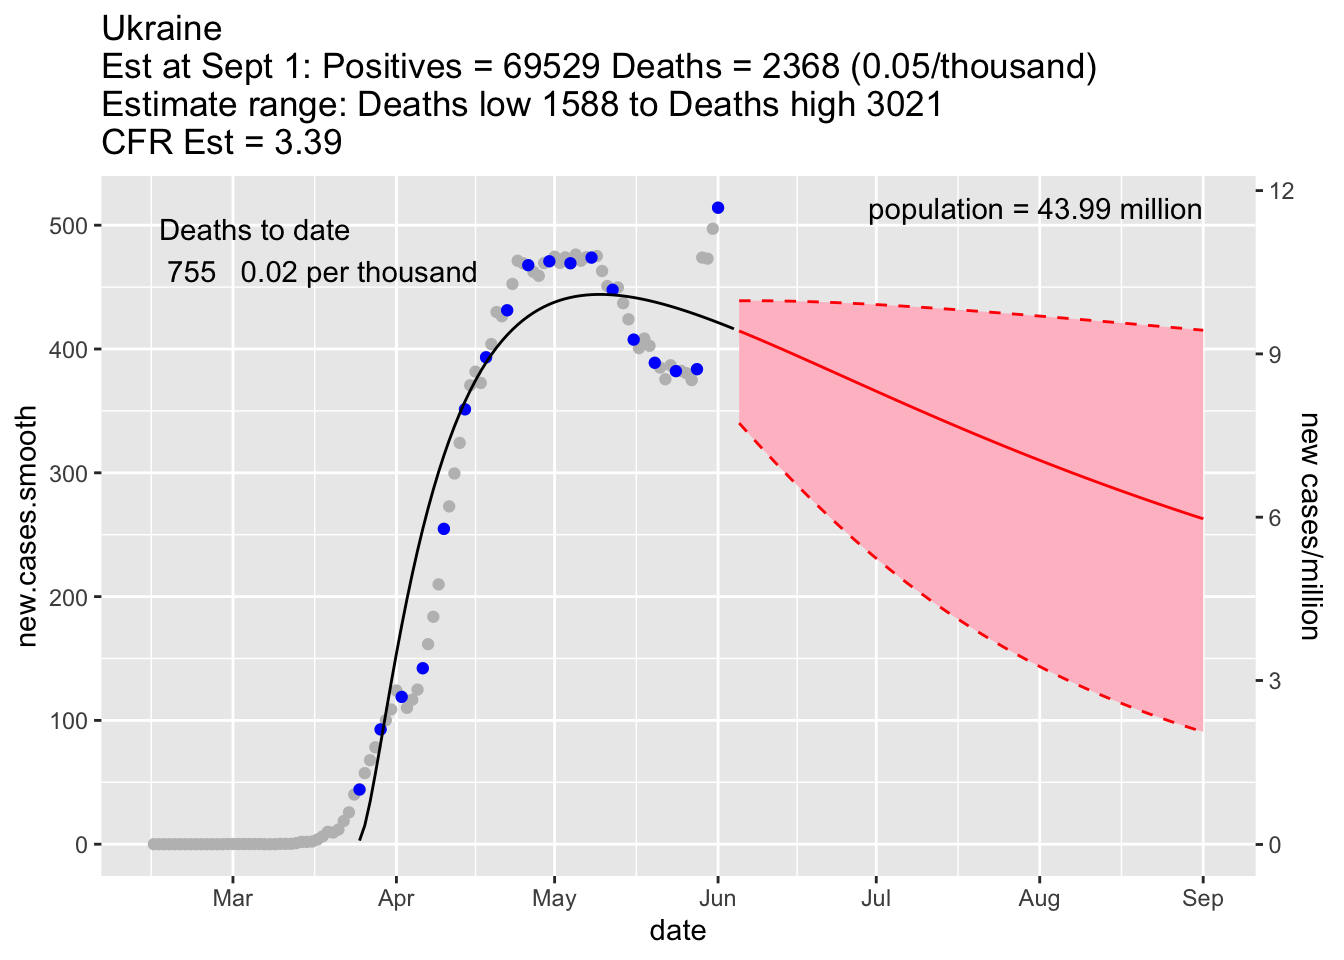 Ukraine
Est at Sept 1: Positives = 69529 Deaths = 2368 (0.05/thousand)
Estimate range: Deaths low 1588 to Deaths high 3021
CFR Est = 3.39
Deaths to date
755 0.02 per thousand
population = 43.99 million
new.cases.smooth
500
400
300
200
100
0
12
9
6
3
0
new cases/million
Mar Apr May Jun Jul Aug Sep
date